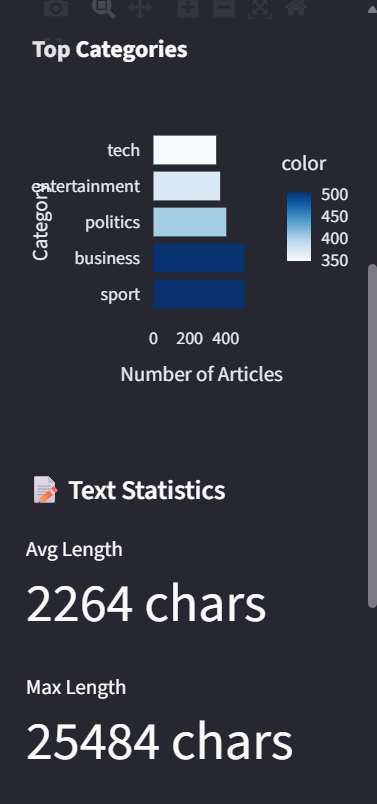 Top Categories
tech
entertainment
politics
business
sport
Category
0 200 400
Number of Articles
color
500
450
400
350
Text Statistics
Avg Length
2264 chars
Max Length
25484 chars